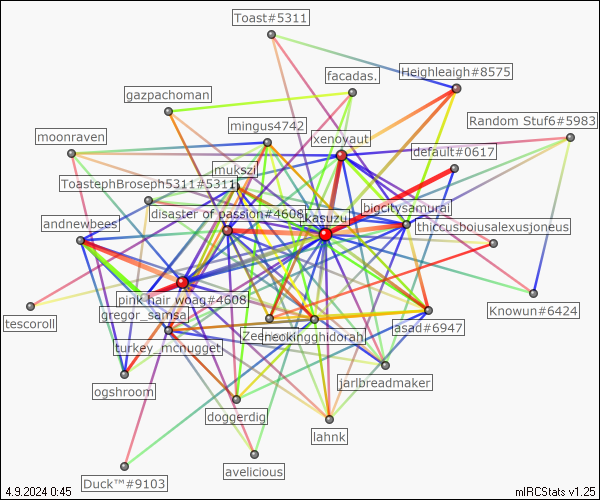 Toast#5311
Heighleaigh#8575
facadas.
gazpachoman
Random Stuf6#5983
mingus4742
xenoyaut
moonraven
default#0617
mukszi
ToastephBroseph5311#5311
disaster of passion#4608
kasuzu
bigcitysamurai
andnewbees
thiccusboiusalexusjoneus
pink hair woag#4608
Knowun#6424
gregor_samsa
tescoroll
asad#6947
neokingghidorah
turkey_mcnugget
jarlbreadmaker
ogshroom
doggerdig
lahnk
avelicious
Duck™#9103
4.9.2024 0:45
mIRCStats v1.25